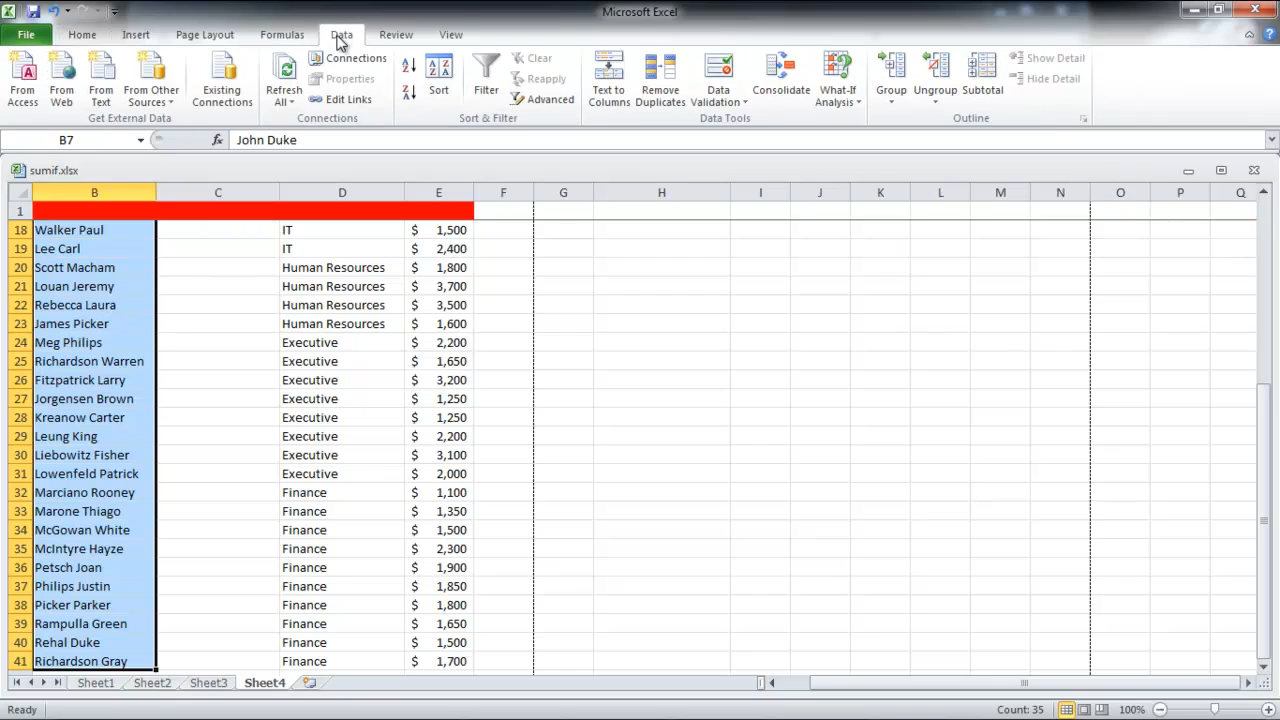 Microsoft Excel
File Home Insert Page Layout Formulas Data Review View
From Access
From Web
From Text
From Other Sources
Existing Connections
Get External Data
Refresh All
Connections
Properties
Edit Links
Connections
Sort
Filter
Clear
Reapply
Advanced
Sort & Filter
Text to Columns
Remove Duplicates
Data Validation
Consolidate
What-If Analysis
Data Tools
Group
Ungroup
Subtotal
Show Detail
Hide Detail
Outline
B7 fx John Duke
sumif.xlsx
B C D E F G H I J K L M N O P Q
1
18 Walker Paul IT $ 1,500
19 Lee Carl IT $ 2,400
20 Scott Macham Human Resources $ 1,800
21 Louan Jeremy Human Resources $ 3,700
22 Rebecca Laura Human Resources $ 3,500
23 James Picker Human Resources $ 1,600
24 Meg Philips Executive $ 2,200
25 Richardson Warren Executive $ 1,650
26 Fitzpatrick Larry Executive $ 3,200
27 Jorgensen Brown Executive $ 1,250
28 Kreanow Carter Executive $ 1,250
29 Leung King Executive $ 2,200
30 Liebowitz Fisher Executive $ 3,100
31 Lowenfeld Patrick Executive $ 2,000
32 Marciano Rooney Finance $ 1,100
33 Marone Thiago Finance $ 1,350
34 McGowan White Finance $ 1,500
35 McIntyre Hayze Finance $ 2,300
36 Petsch Joan Finance $ 1,900
37 Philips Justin Finance $ 1,850
38 Picker Parker Finance $ 1,800
39 Rampulla Green Finance $ 1,650
40 Rehal Duke Finance $ 1,500
41 Richardson Gray Finance $ 1,700
Sheet1 Sheet2 Sheet3 Sheet4
Ready Count: 35 100%